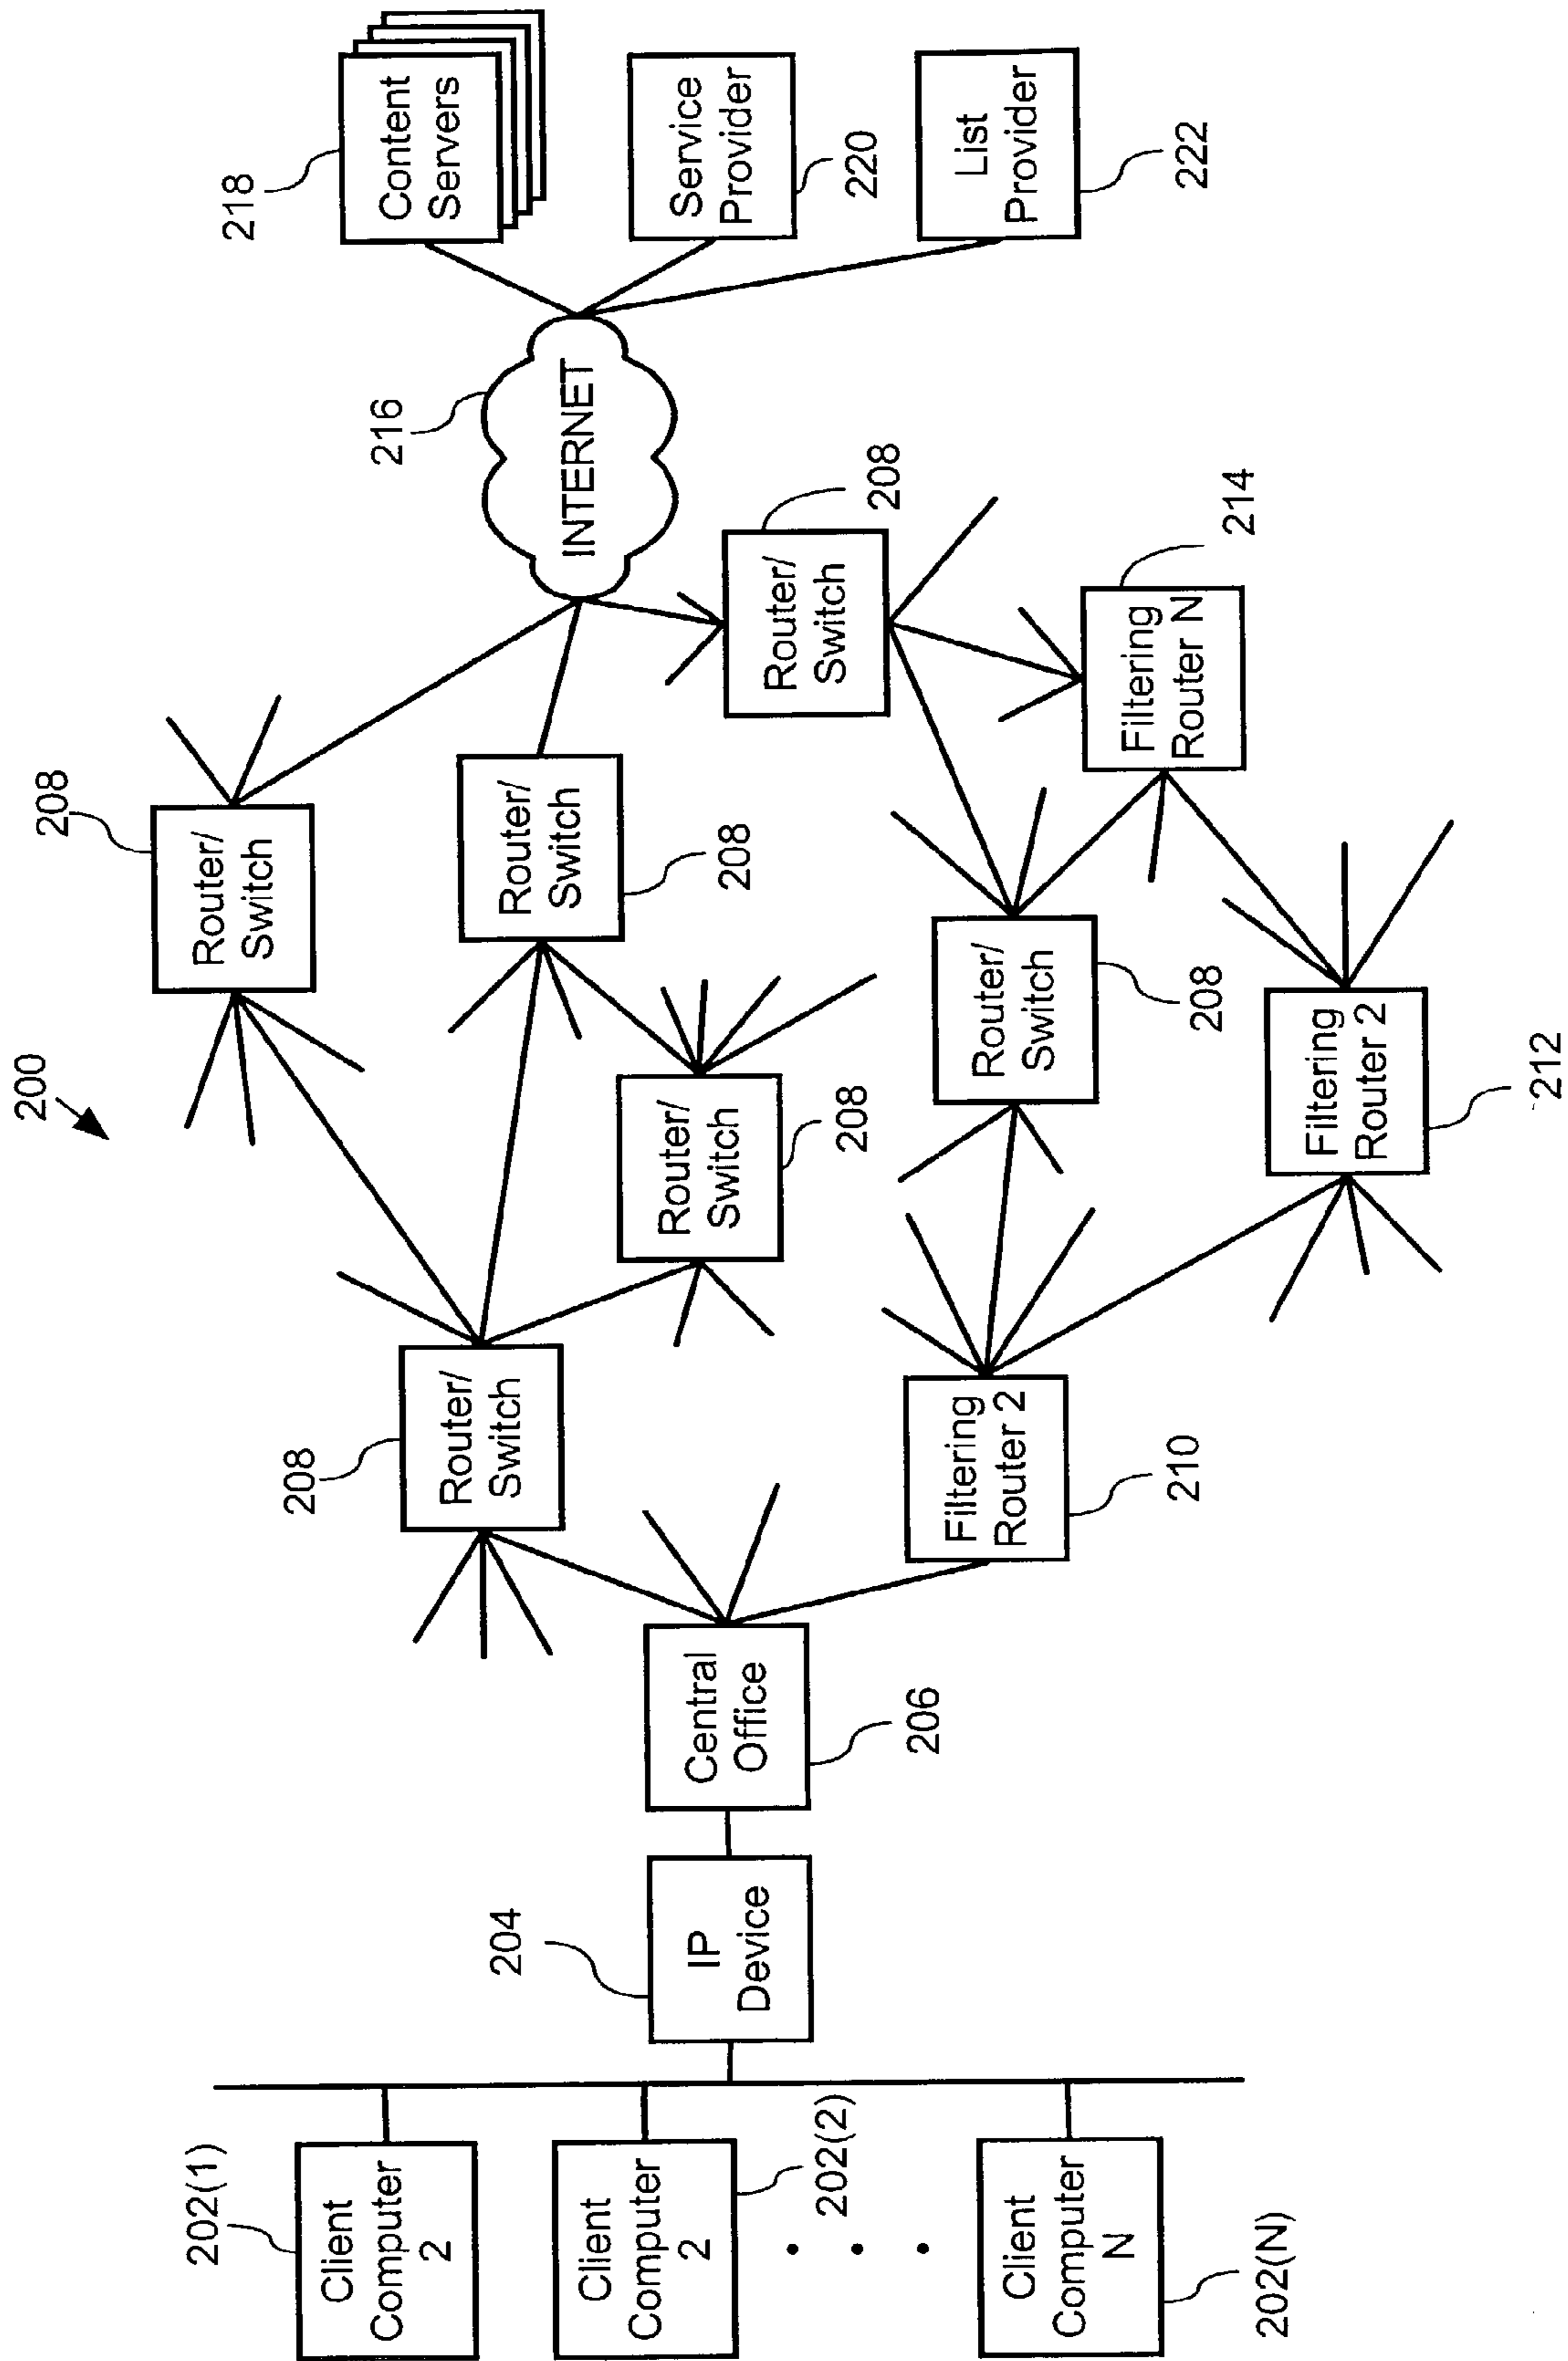 200
202(1)
Client
Computer
2
Client
Computer
2
202(2)
Client
Computer
N
202(N)
204
IP
Device
Central
Office
206
208
Router/
Switch
Filtering
Router 2
210
Router/
Switch
208
208
Router/
Switch
Router/
Switch
208
Router/
Switch
208
Filtering
Router 2
212
Router/
Switch
208
Filtering
Router N
214
216
INTERNET
218
Content
Servers
Service
Provider
220
List
Provider
222